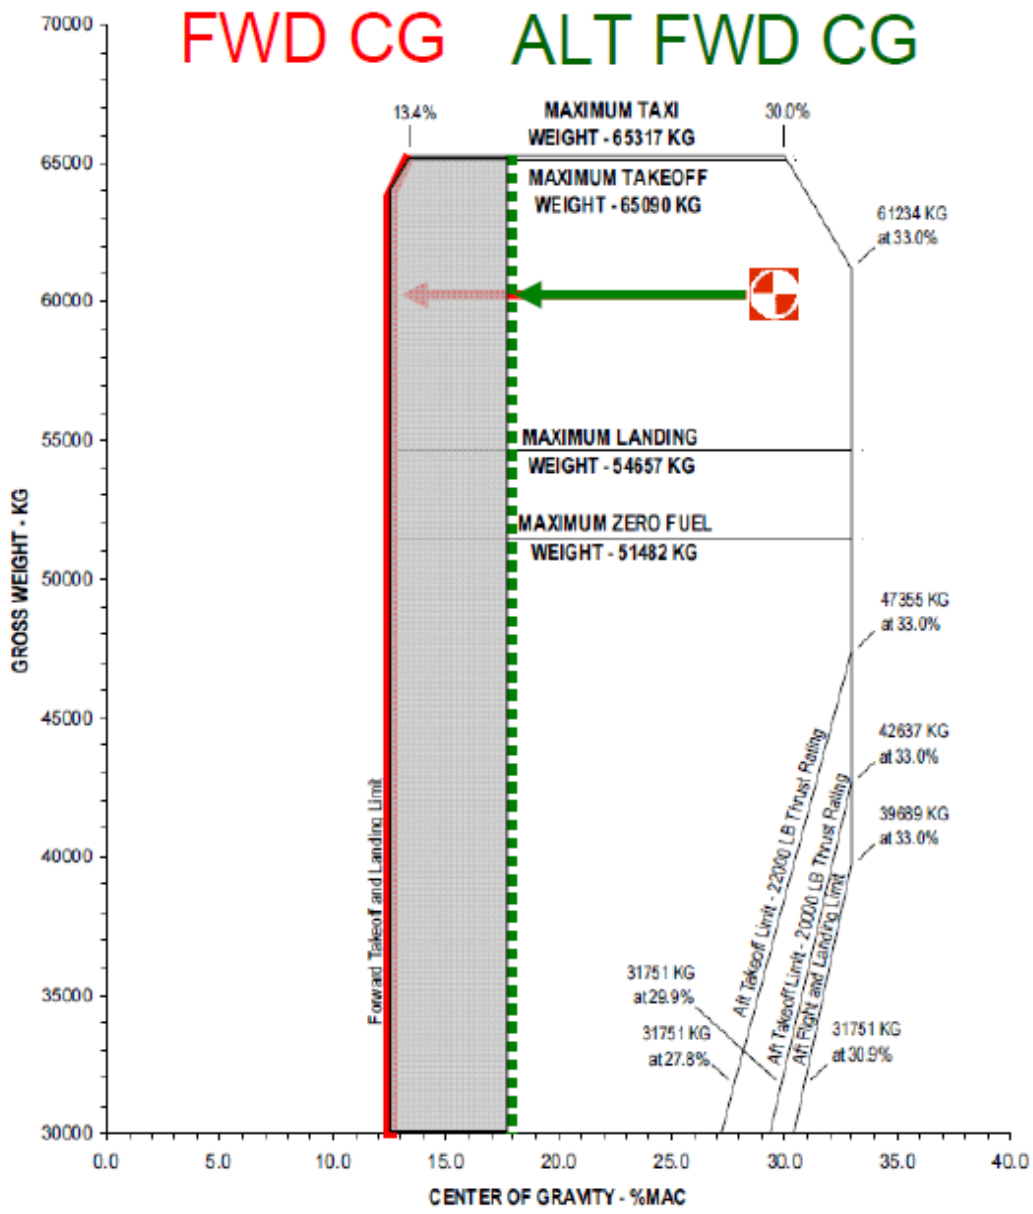 FWD CG ALT FWD CG
70000
13.4%
MAXIMUM TAXI
WEIGHT - 65317 KG
30.0%
65000
MAXIMUM TAKEOFF
WEIGHT - 65090 KG
61234 KG
at 33.0%
60000
55000
MAXIMUM LANDING
WEIGHT - 54657 KG
MAXIMUM ZERO FUEL
WEIGHT - 51482 KG
50000
GROSS WEIGHT - KG
47355 KG
at 33.0%
45000
42637 KG
at 33.0%
39689 KG
at 33.0%
40000
Forward Takeoff and Landing Limit
Aft Takeoff Limit - 22000 LB Thrust Rating
Aft Takeoff Limit - 20000 LB Thrust Rating
Aft Flight and Landing Limit
35000
31751 KG
at 29.9%
31751 KG
at 27.8%
31751 KG
at 30.9%
30000
0.0 5.0 10.0 15.0 20.0 25.0 30.0 35.0 40.0
CENTER OF GRAVITY - %MAC